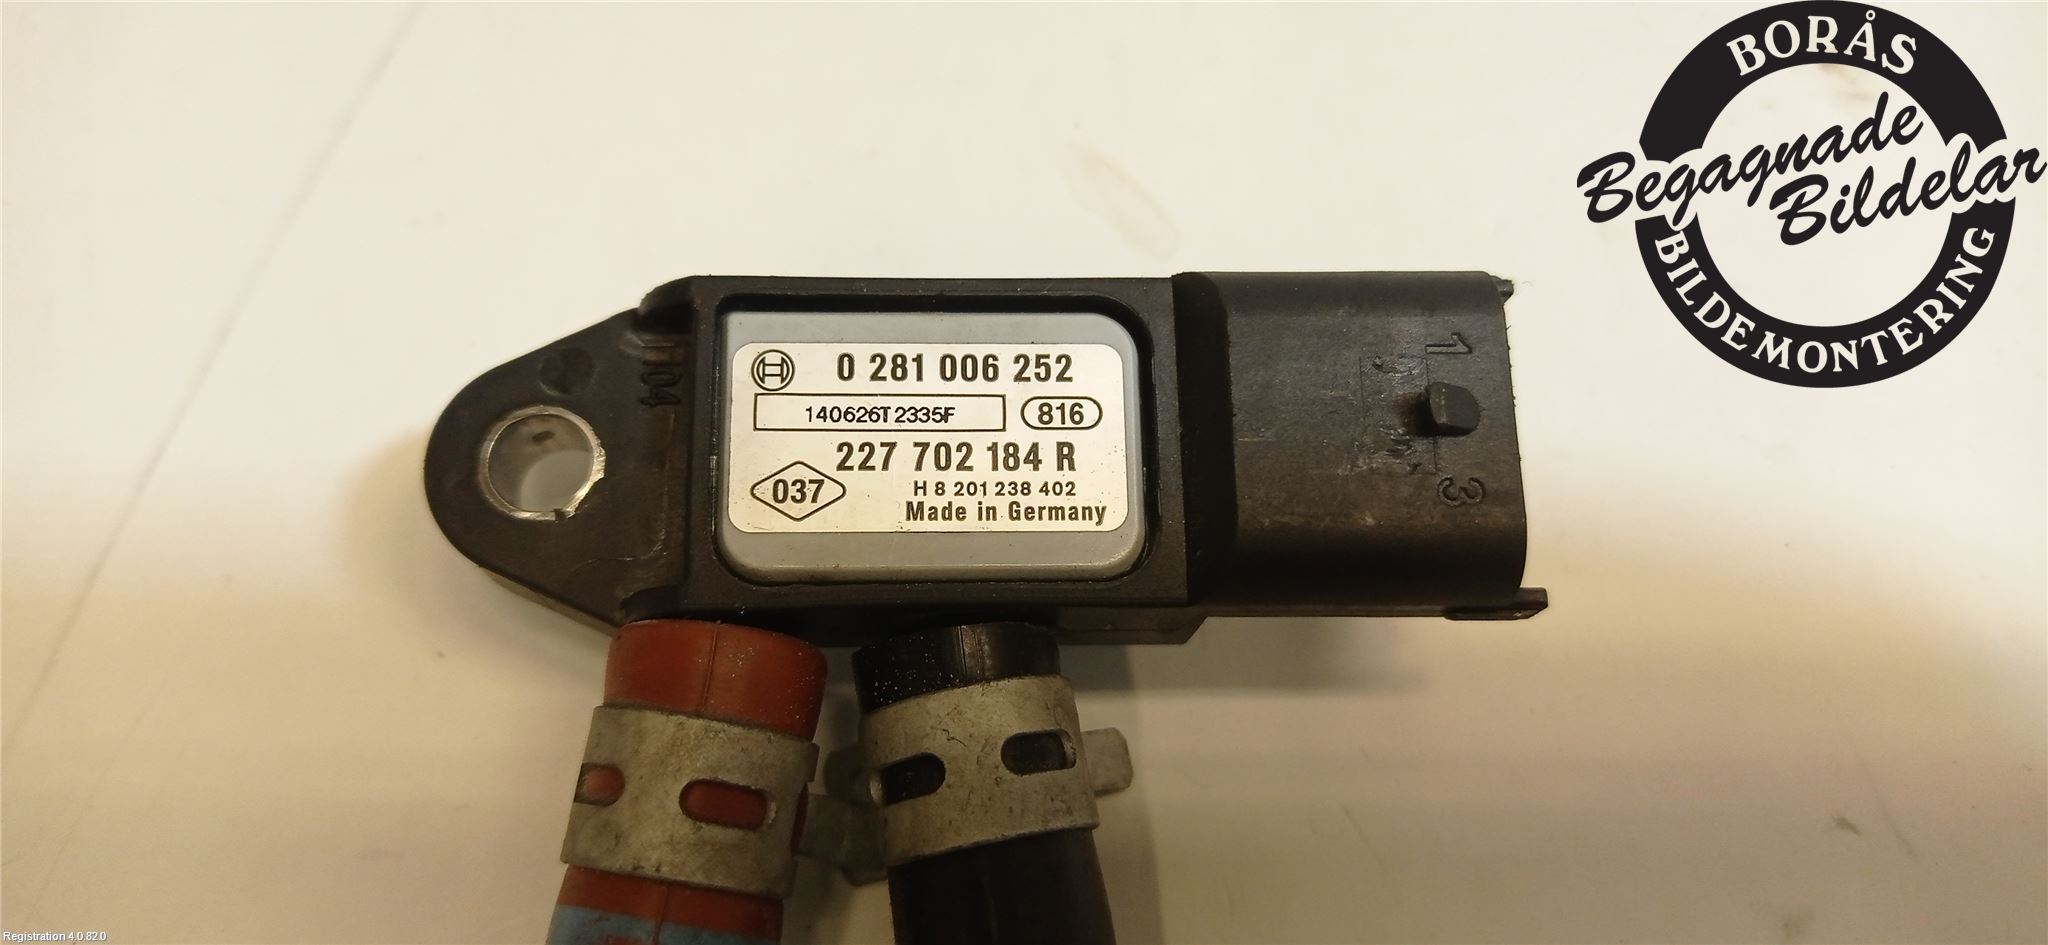 BORÅS
Begagnade
Bildelar
BILDEMONTERING
0 281 006 252
140626T2335F
816
227 702 184 R
037
H 8 201 238 402
Made in Germany
1
3
Registration 4.0.82.0